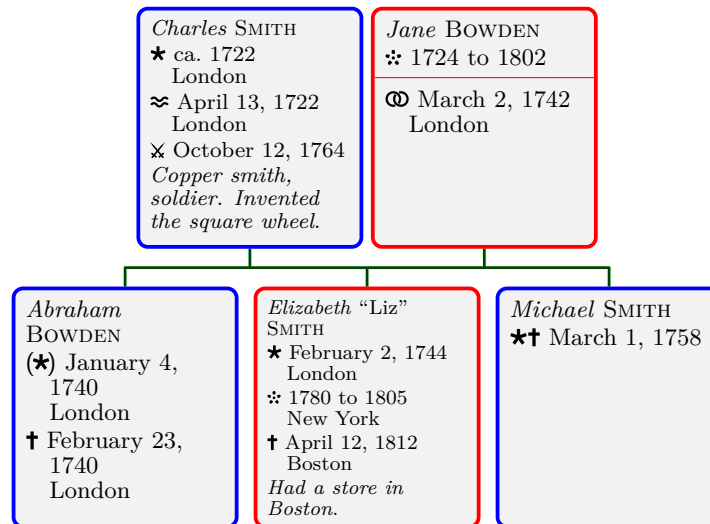 Charles SMITH
* ca. 1722
London
≈ April 13, 1722
London
⚔ October 12, 1764
Copper smith,
soldier. Invented
the square wheel.
Jane BOWDEN
⁘ 1724 to 1802
⚭ March 2, 1742
London
Abraham
BOWDEN
(*) January 4,
1740
London
† February 23,
1740
London
Elizabeth “Liz”
SMITH
* February 2, 1744
London
⁘ 1780 to 1805
New York
† April 12, 1812
Boston
Had a store in
Boston.
Michael SMITH
*† March 1, 1758